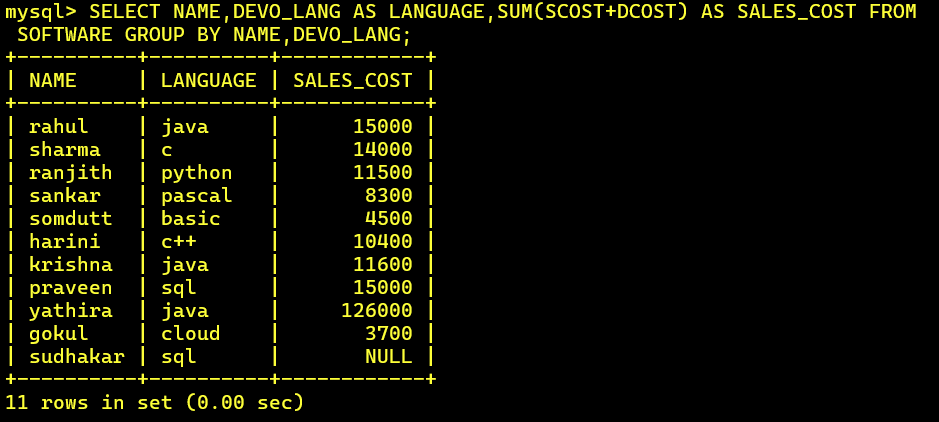 mysql> SELECT NAME,DEVO_LANG AS LANGUAGE,SUM(SCOST+DCOST) AS SALES_COST FROM
 SOFTWARE GROUP BY NAME,DEVO_LANG;
+----------+----------+------------+
| NAME     | LANGUAGE | SALES_COST |
+----------+----------+------------+
| rahul    | java     |      15000 |
| sharma   | c        |      14000 |
| ranjith  | python   |      11500 |
| sankar   | pascal   |       8300 |
| somdutt  | basic    |       4500 |
| harini   | c++      |      10400 |
| krishna  | java     |      11600 |
| praveen  | sql      |      15000 |
| yathira  | java     |     126000 |
| gokul    | cloud    |       3700 |
| sudhakar | sql      |       NULL |
+----------+----------+------------+
11 rows in set (0.00 sec)